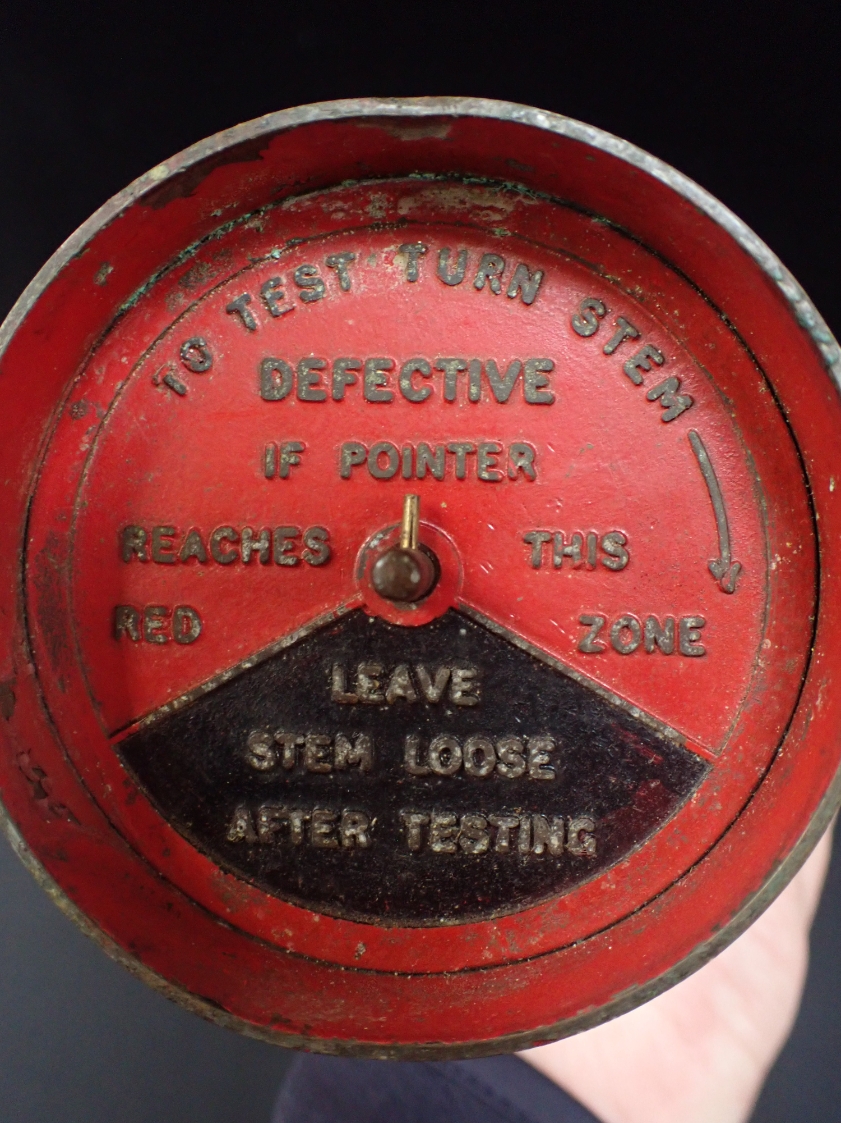 TO TEST TURN STEM
DEFECTIVE
IF POINTER
REACHES THIS
RED ZONE
LEAVE
STEM LOOSE
AFTER TESTING